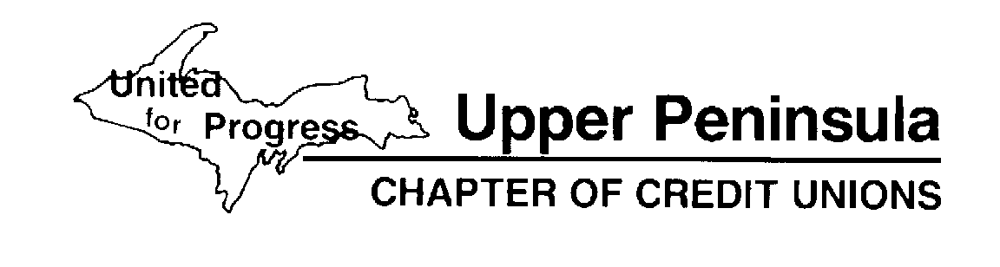 United
for Progress
Upper Peninsula
CHAPTER OF CREDIT UNIONS